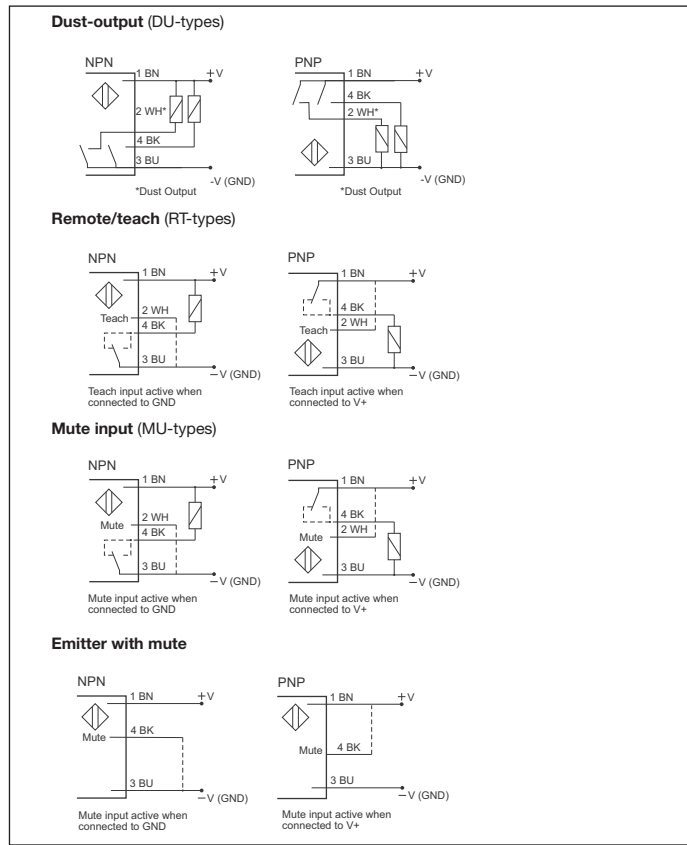 Dust-output (DU-types)
NPN
1 BN
+V
2 WH*
4 BK
3 BU
-V (GND)
*Dust Output
PNP
1 BN
+V
4 BK
2 WH*
3 BU
-V (GND)
*Dust Output
Remote/teach (RT-types)
NPN
1 BN
+V
2 WH
Teach
4 BK
3 BU
–V (GND)
Teach input active when
connected to GND
PNP
1 BN
+V
4 BK
2 WH
Teach
3 BU
–V (GND)
Teach input active when
connected to V+
Mute input (MU-types)
NPN
1 BN
+V
2 WH
Mute
4 BK
3 BU
–V (GND)
Mute input active when
connected to GND
PNP
1 BN
+V
4 BK
2 WH
Mute
3 BU
–V (GND)
Mute input active when
connected to V+
Emitter with mute
NPN
1 BN
+V
4 BK
Mute
3 BU
–V (GND)
Mute input active when
connected to GND
PNP
1 BN
+V
4 BK
Mute
3 BU
–V (GND)
Mute input active when
connected to V+